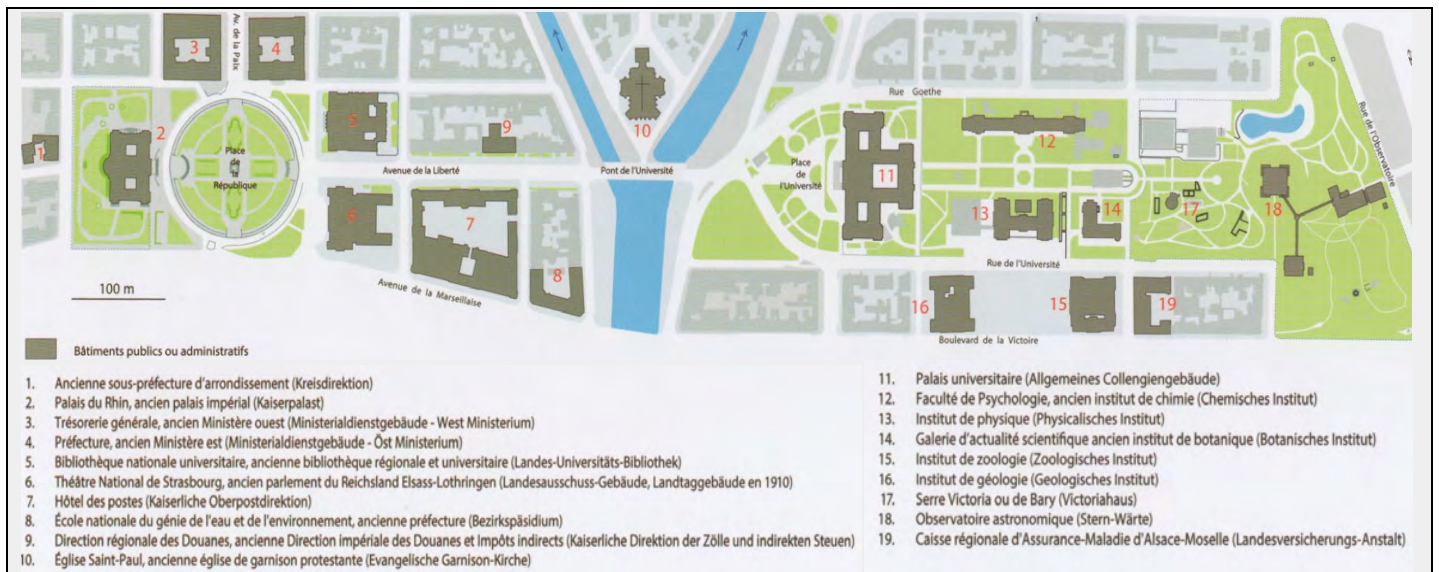 3
Av. de la Paix
4
1
Rue Goethe
Rue de l'Observatoire
1
2
Place
de
la
République
5
9
10
Avenue de la Liberté
Pont de l'Université
Place
de
l'Université
11
12
13
14
17
18
6
7
8
Avenue de la Marseillaise
Rue de l'Université
16
15
19
Boulevard de la Victoire
100 m
Bâtiments publics ou administratifs
1. Ancienne sous-préfecture d'arrondissement (Kreisdirektion)
2. Palais du Rhin, ancien palais impérial (Kaiserpalast)
3. Trésorerie générale, ancien Ministère ouest (Ministerialdienstgebäude - West Ministerium)
4. Préfecture, ancien Ministère est (Ministerialdienstgebäude - Öst Ministerium)
5. Bibliothèque nationale universitaire, ancienne bibliothèque régionale et universitaire (Landes-Universitäts-Bibliothek)
6. Théâtre National de Strasbourg, ancien parlement du Reichsland Elsass-Lothringen (Landesausschuss-Gebäude, Landtaggebäude en 1910)
7. Hôtel des postes (Kaiserliche Oberpostdirektion)
8. École nationale du génie de l'eau et de l'environnement, ancienne préfecture (Bezirkspäsidium)
9. Direction régionale des Douanes, ancienne Direction impériale des Douanes et Impôts indirects (Kaiserliche Direktion der Zölle und indirekten Steuen)
10. Église Saint-Paul, ancienne église de garnison protestante (Evangelische Garnison-Kirche)
11. Palais universitaire (Allgemeines Collengiengebäude)
12. Faculté de Psychologie, ancien institut de chimie (Chemisches Institut)
13. Institut de physique (Physicalisches Institut)
14. Galerie d'actualité scientifique ancien institut de botanique (Botanisches Institut)
15. Institut de zoologie (Zoologisches Institut)
16. Institut de géologie (Geologisches Institut)
17. Serre Victoria ou de Bary (Victoriahaus)
18. Observatoire astronomique (Stern-Wärte)
19. Caisse régionale d'Assurance-Maladie d'Alsace-Moselle (Landesversicherungs-Anstalt)